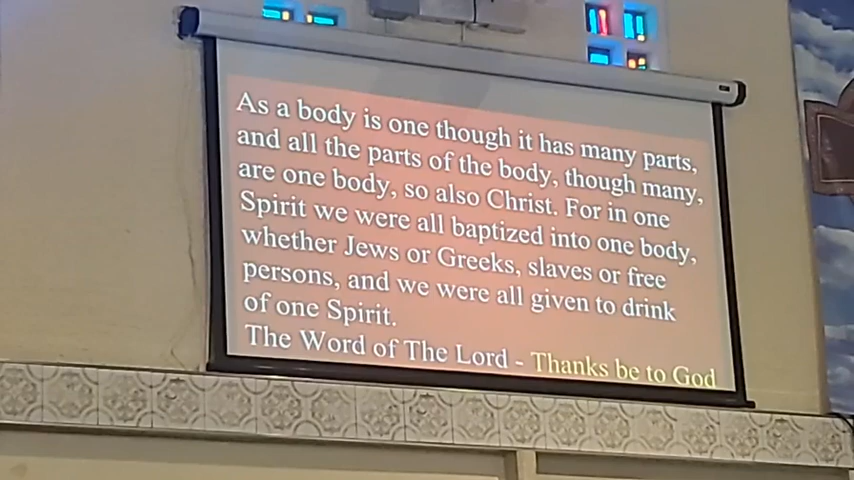 As a body is one though it has many parts,
and all the parts of the body, though many,
are one body, so also Christ. For in one
Spirit we were all baptized into one body,
whether Jews or Greeks, slaves or free
persons, and we were all given to drink
of one Spirit.
The Word of The Lord - Thanks be to God